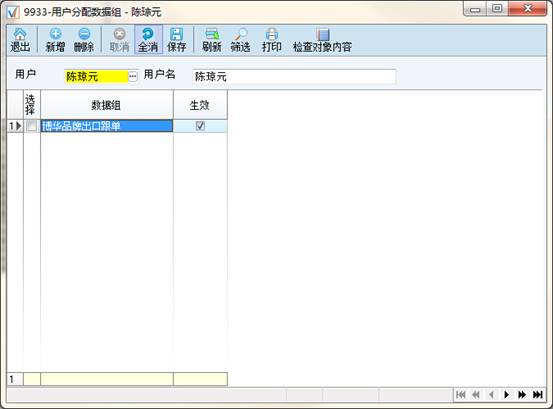 9933-用户分配数据组 - 陈琼元
退出 新增 删除 取消 全消 保存 刷新 筛选 打印 检查对象内容
用户 陈琼元 ... 用户名 陈琼元
选择 数据组 生效
1 博华品牌出口跟单
1